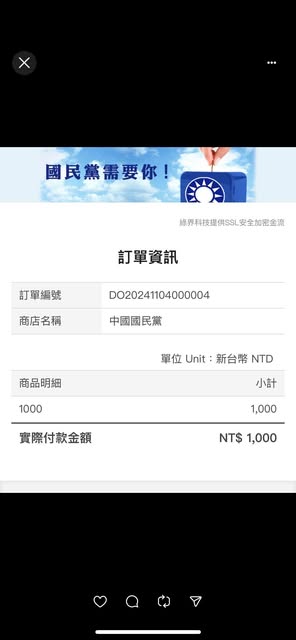 國民黨需要你！
綠界科技提供SSL安全加密金流
訂單資訊
訂單編號 DO20241104000004
商店名稱 中國國民黨
單位 Unit：新台幣 NTD
商品明細 小計
1000 1,000
實際付款金額 NT$ 1,000